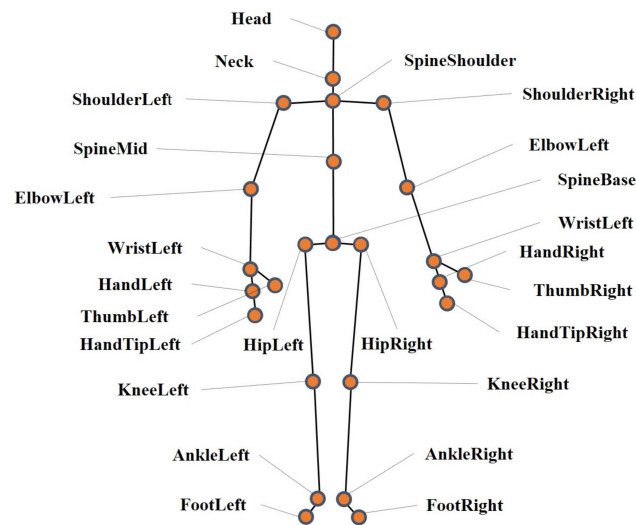 Head
Neck
SpineShoulder
ShoulderLeft
ShoulderRight
SpineMid
ElbowLeft
SpineBase
ElbowLeft
WristLeft
WristLeft
HandRight
HandLeft
ThumbRight
ThumbLeft
HandTipRight
HandTipLeft
HipLeft
HipRight
KneeLeft
KneeRight
AnkleLeft
AnkleRight
FootLeft
FootRight